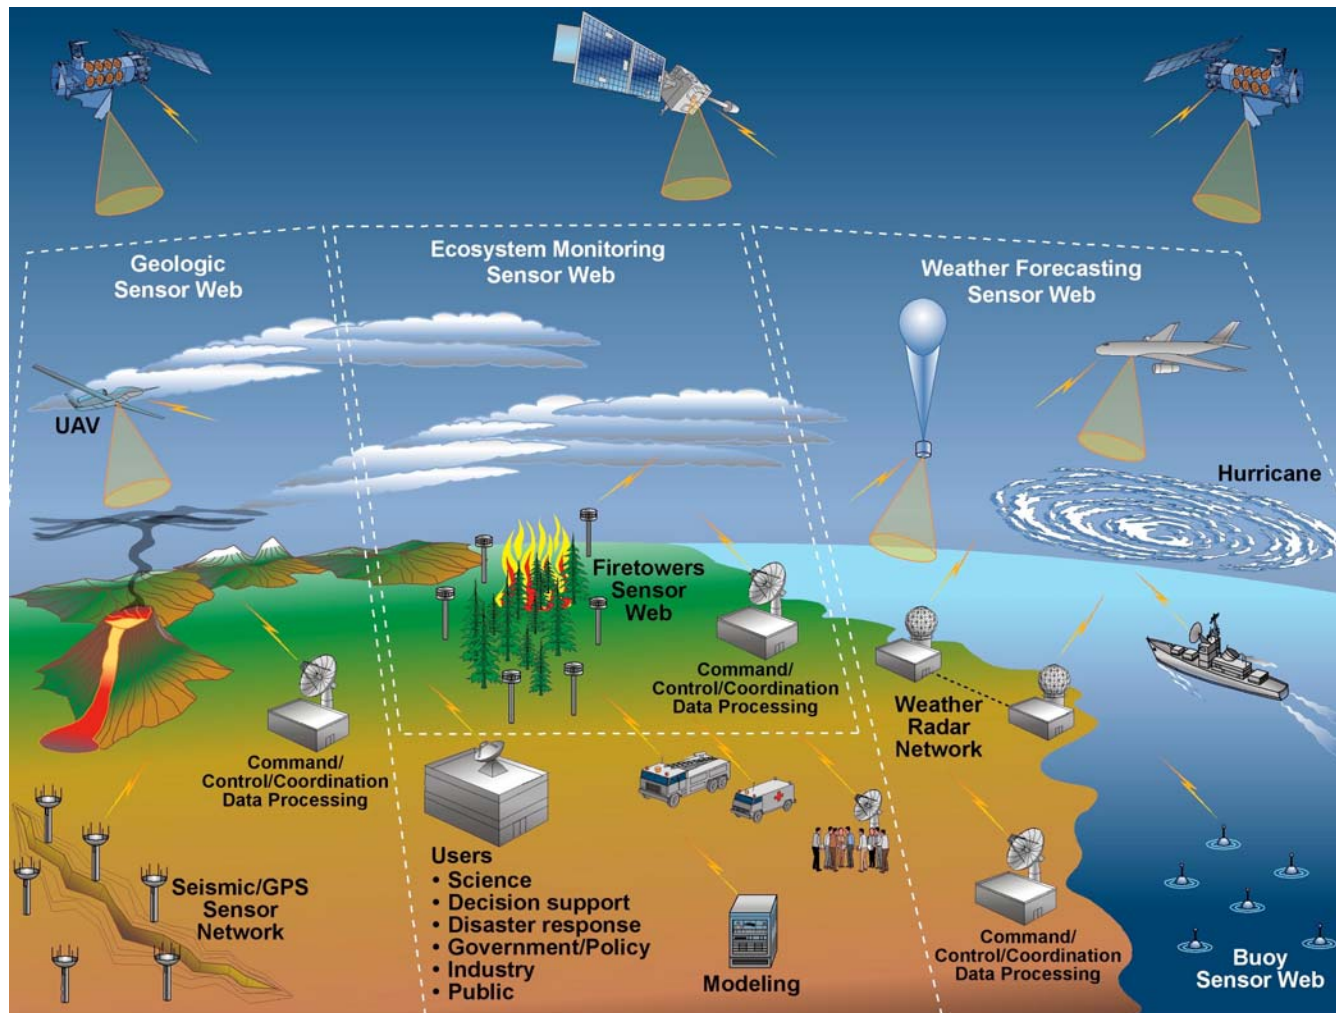 Geologic
Sensor Web
Ecosystem Monitoring
Sensor Web
Weather Forecasting
Sensor Web
UAV
Hurricane
Firetowers
Sensor
Web
Command/
Control/Coordination
Data Processing
Weather
Radar
Network
Command/
Control/Coordination
Data Processing
Seismic/GPS
Sensor
Network
Users
• Science
• Decision support
• Disaster response
• Government/Policy
• Industry
• Public
Modeling
Command/
Control/Coordination
Data Processing
Buoy
Sensor Web